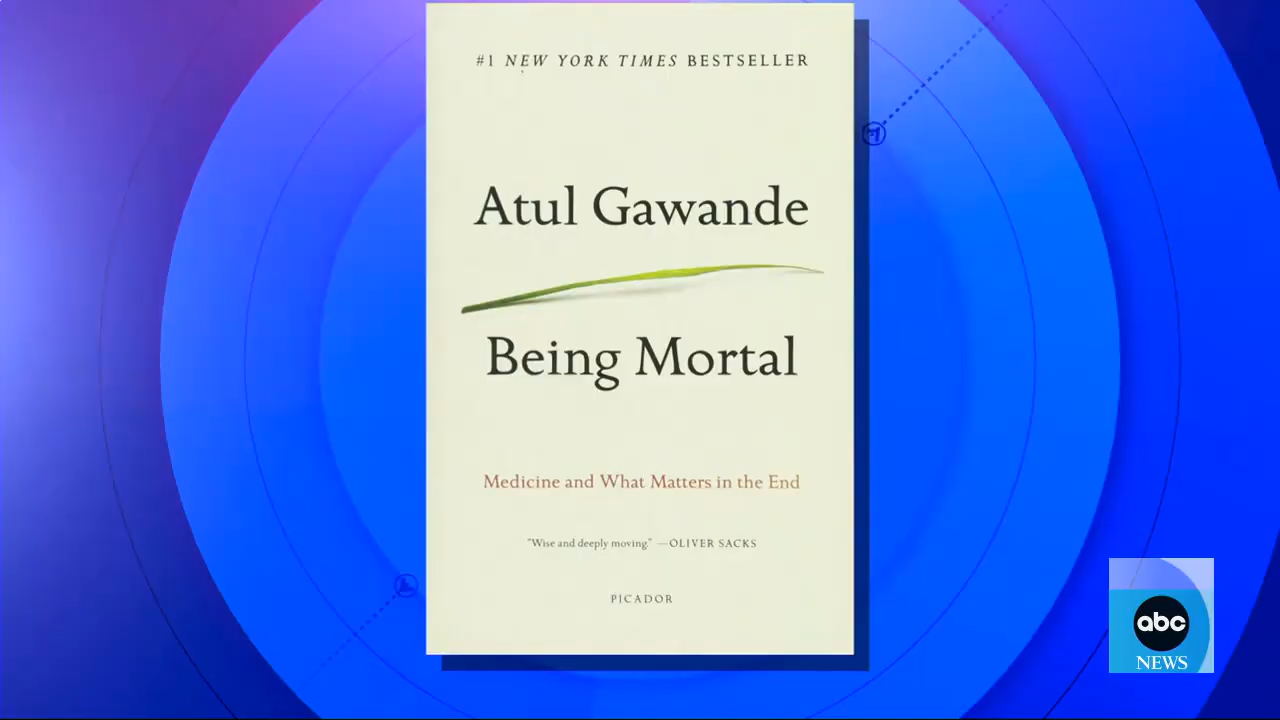 #1 NEW YORK TIMES BESTSELLER
Atul Gawande
Being Mortal
Medicine and What Matters in the End
"Wise and deeply moving." —OLIVER SACKS
PICADOR
abc
NEWS